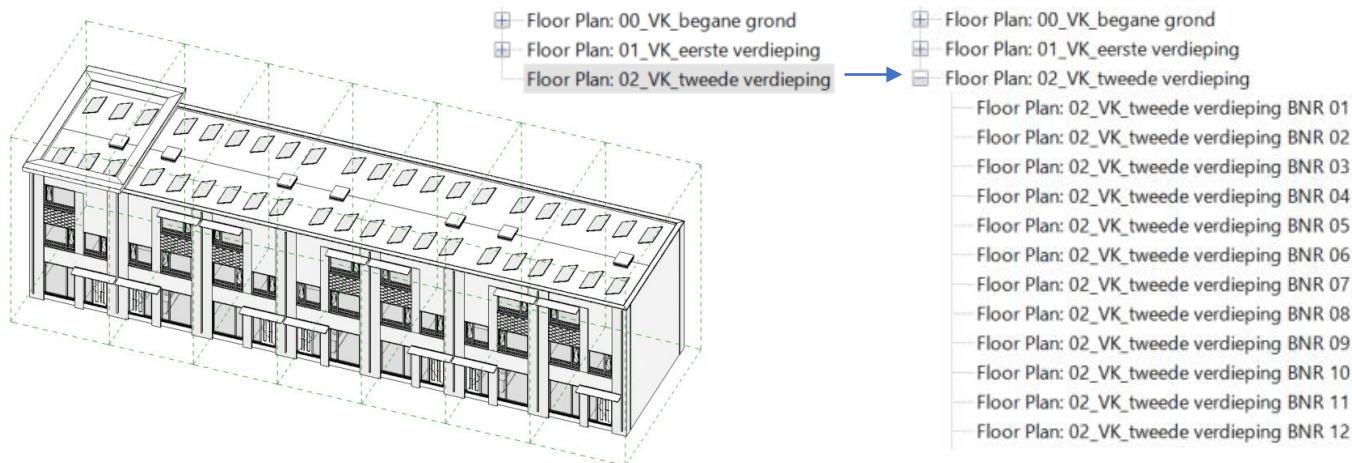 Floor Plan: 00_VK_begane grond
Floor Plan: 01_VK_eerste verdieping
Floor Plan: 02_VK_tweede verdieping
Floor Plan: 00_VK_begane grond
Floor Plan: 01_VK_eerste verdieping
Floor Plan: 02_VK_tweede verdieping
Floor Plan: 02_VK_tweede verdieping BNR 01
Floor Plan: 02_VK_tweede verdieping BNR 02
Floor Plan: 02_VK_tweede verdieping BNR 03
Floor Plan: 02_VK_tweede verdieping BNR 04
Floor Plan: 02_VK_tweede verdieping BNR 05
Floor Plan: 02_VK_tweede verdieping BNR 06
Floor Plan: 02_VK_tweede verdieping BNR 07
Floor Plan: 02_VK_tweede verdieping BNR 08
Floor Plan: 02_VK_tweede verdieping BNR 09
Floor Plan: 02_VK_tweede verdieping BNR 10
Floor Plan: 02_VK_tweede verdieping BNR 11
Floor Plan: 02_VK_tweede verdieping BNR 12